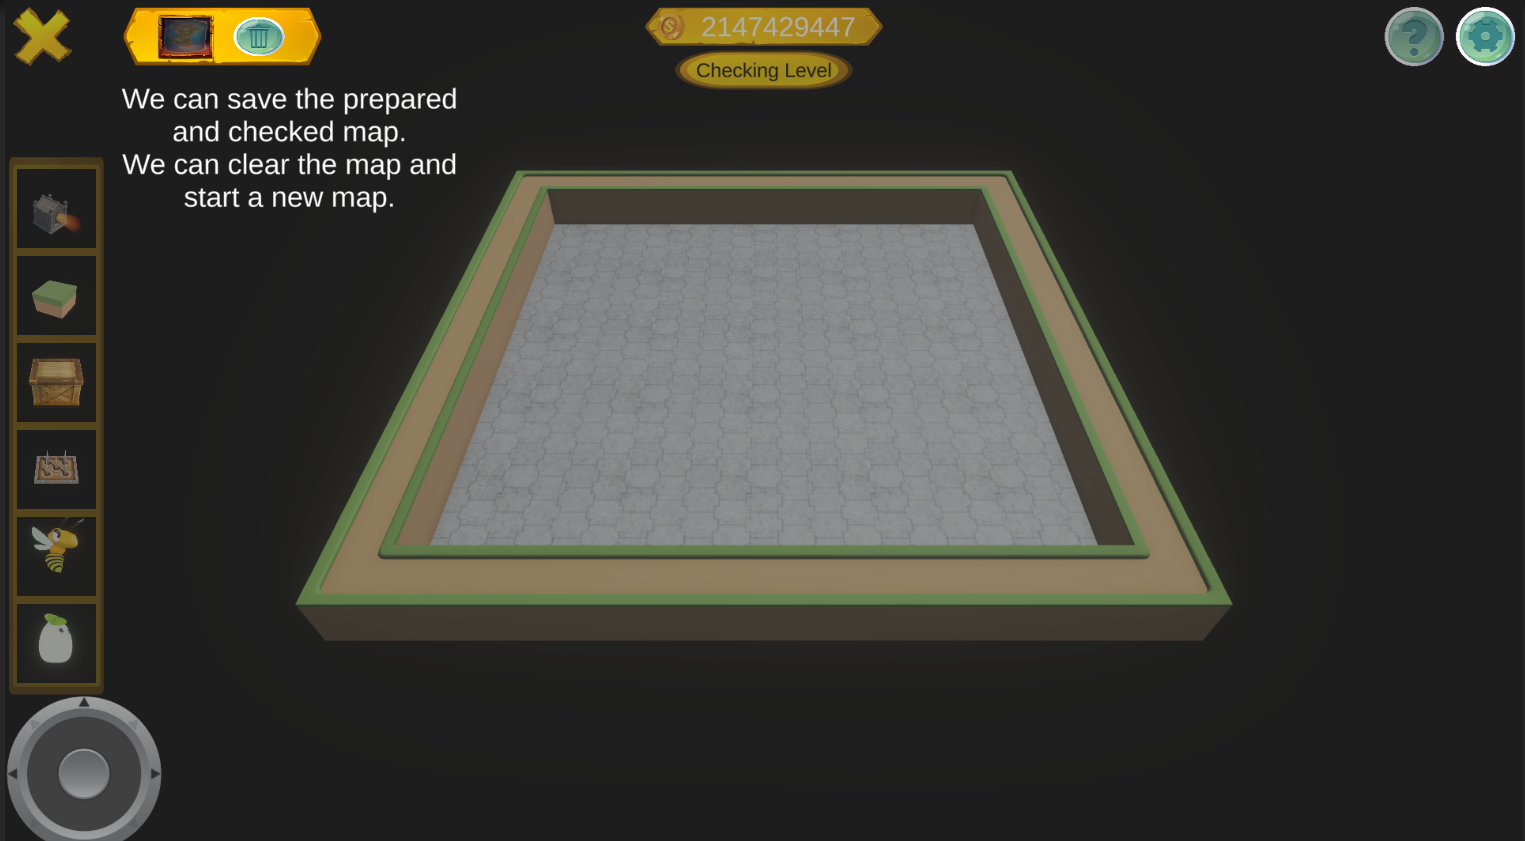 2147429447
Checking Level
?
We can save the prepared
and checked map.
We can clear the map and
start a new map.